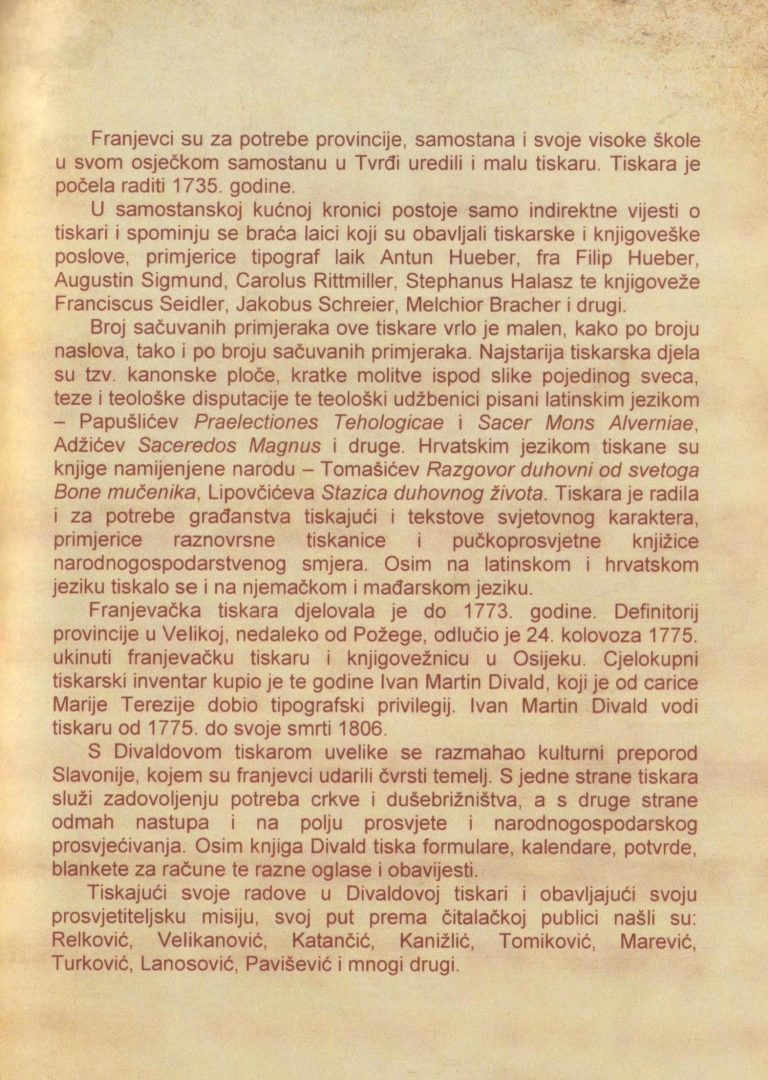 Franjevci su za potrebe provincije, samostana i svoje visoke škole
u svom osječkom samostanu u Tvrđi uredili i malu tiskaru. Tiskara je
počela raditi 1735. godine.
U samostanskoj kućnoj kronici postoje samo indirektne vijesti o
tiskari i spominju se braća laici koji su obavljali tiskarske i knjigoveške
poslove, primjerice tipograf laik Antun Hueber, fra Filip Hueber,
Augustin Sigmund, Carolus Rittmiller, Stephanus Halasz te knjigoveže
Franciscus Seidler, Jakobus Schreier, Melchior Bracher i drugi.
Broj sačuvanih primjeraka ove tiskare vrlo je malen, kako po broju
naslova, tako i po broju sačuvanih primjeraka. Najstarija tiskarska djela
su tzv. kanonske ploče, kratke molitve ispod slike pojedinog sveca,
teze i teološke disputacije te teološki udžbenici pisani latinskim jezikom
– Papušlićev Praelectiones Tehologicae i Sacer Mons Alverniae,
Adžićev Saceredos Magnus i druge. Hrvatskim jezikom tiskane su
knjige namijenjene narodu – Tomašićev Razgovor duhovni od svetoga
Bone mučenika, Lipovčićeva Stazica duhovnog života. Tiskara je radila
i za potrebe građanstva tiskajući i tekstove svjetovnog karaktera,
primjerice raznovrsne tiskanice i pučkoprosvjetne knjižice
narodnogospodarstvenog smjera. Osim na latinskom i hrvatskom
jeziku tiskalo se i na njemačkom i mađarskom jeziku.
Franjevačka tiskara djelovala je do 1773. godine. Definitorij
provincije u Velikoj, nedaleko od Požege, odlučio je 24. kolovoza 1775.
ukinuti franjevačku tiskaru i knjigovežnicu u Osijeku. Cjelokupni
tiskarski inventar kupio je te godine Ivan Martin Divald, koji je od carice
Marije Terezije dobio tipografski privilegij. Ivan Martin Divald vodi
tiskaru od 1775. do svoje smrti 1806.
S Divaldovom tiskarom uvelike se razmahao kulturni preporod
Slavonije, kojem su franjevci udarili čvrsti temelj. S jedne strane tiskara
služi zadovoljenju potreba crkve i dušebrižništva, a s druge strane
odmah nastupa i na polju prosvjete i narodnogospodarskog
prosvjećivanja. Osim knjiga Divald tiska formulare, kalendare, potvrde,
blankete za račune te razne oglase i obavijesti.
Tiskajući svoje radove u Divaldovoj tiskari i obavljajući svoju
prosvjetiteljsku misiju, svoj put prema čitalačkoj publici našli su:
Relković, Velikanović, Katančić, Kanižlić, Tomiković, Marević,
Turković, Lanosović, Pavišević i mnogi drugi.